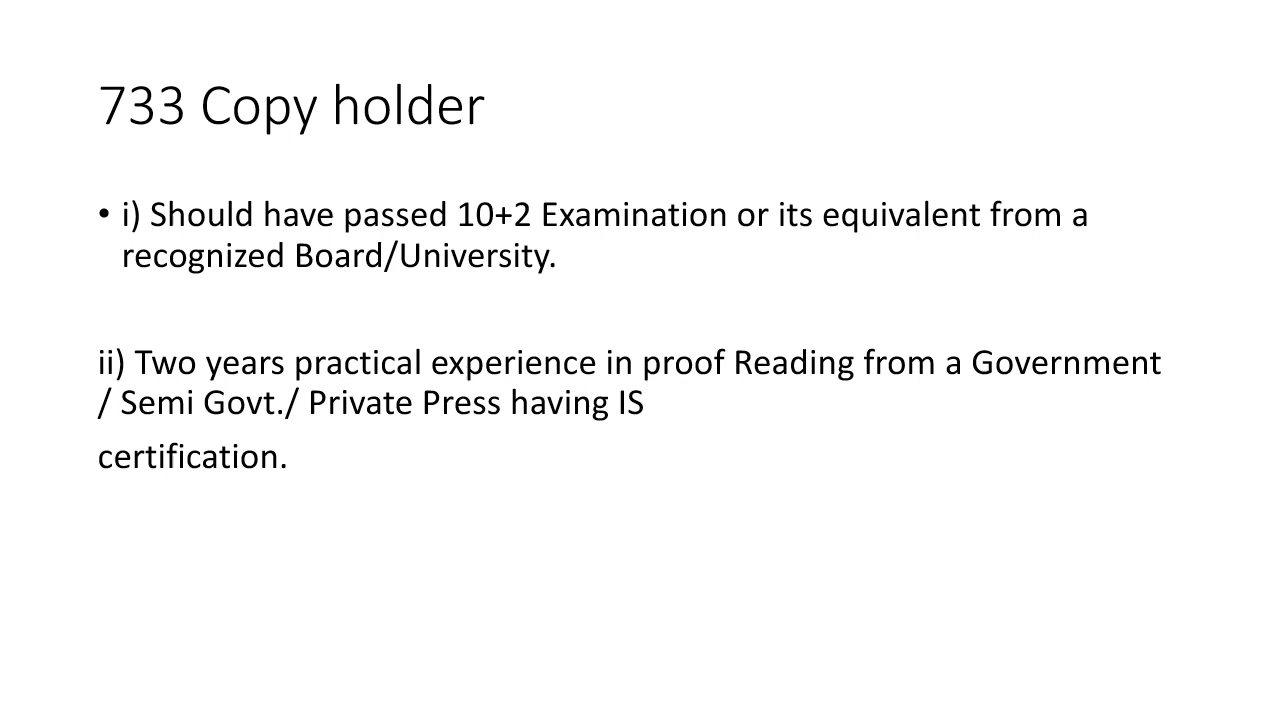 733 Copy holder
• i) Should have passed 10+2 Examination or its equivalent from a
recognized Board/University.
ii) Two years practical experience in proof Reading from a Government
/ Semi Govt./ Private Press having IS
certification.